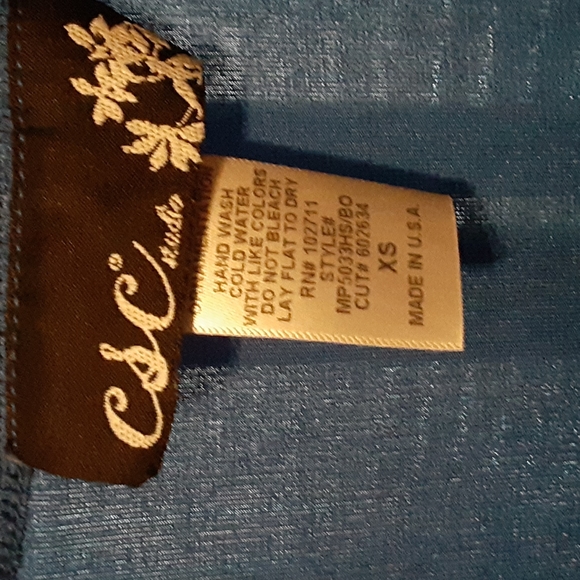 CSC studio
HAND WASH
COLD WATER
WITH LIKE COLORS
DO NOT BLEACH
LAY FLAT TO DRY
RN# 102711
STYLE#
MP5033HS/BO
CUT# 602634
XS
MADE IN U.S.A.